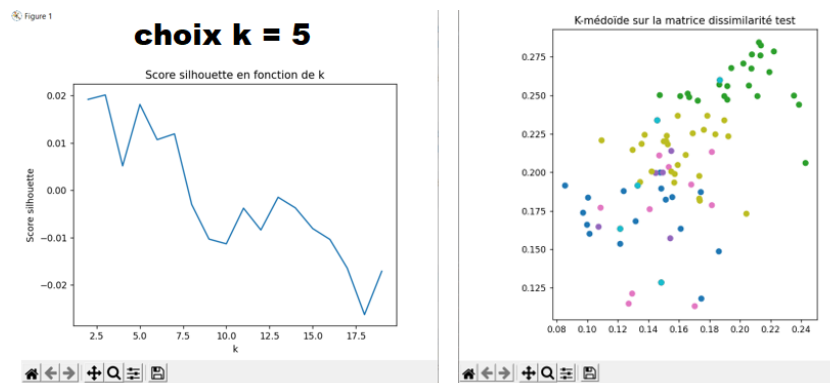 Figure 1
choix k = 5
Score silhouette en fonction de k
0.02
0.01
0.00
−0.01
−0.02
Score silhouette
2.5 5.0 7.5 10.0 12.5 15.0 17.5
k
K-médoïde sur la matrice dissimilarité test
0.275
0.250
0.225
0.200
0.175
0.150
0.125
0.08 0.10 0.12 0.14 0.16 0.18 0.20 0.22 0.24